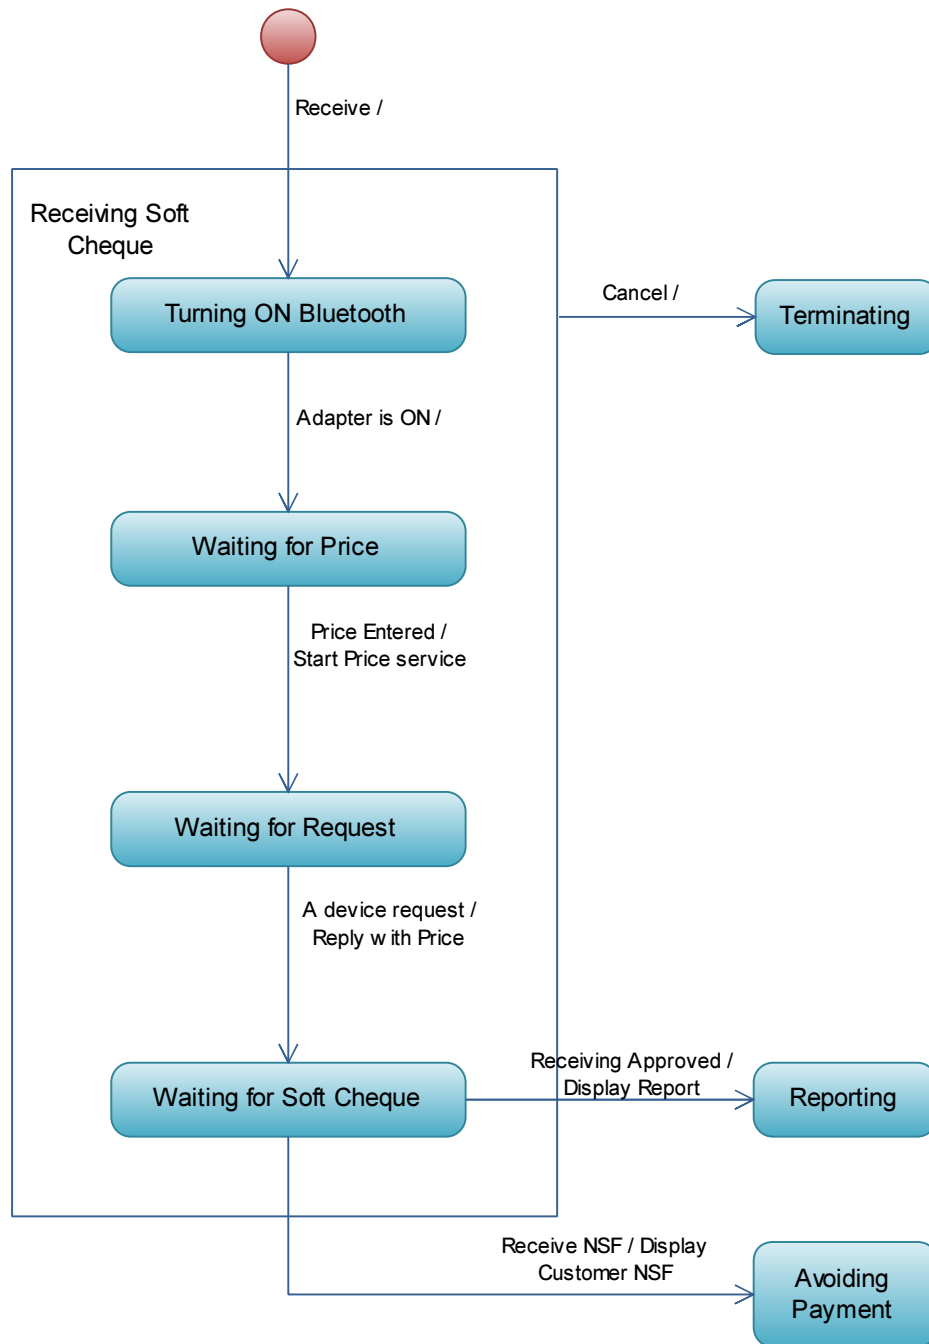 Receive /
Receiving Soft
Cheque
Turning ON Bluetooth
Cancel /
Terminating
Adapter is ON /
Waiting for Price
Price Entered /
Start Price service
Waiting for Request
A device request /
Reply with Price
Waiting for Soft Cheque
Receiving Approved /
Display Report
Reporting
Receive NSF / Display
Customer NSF
Avoiding
Payment